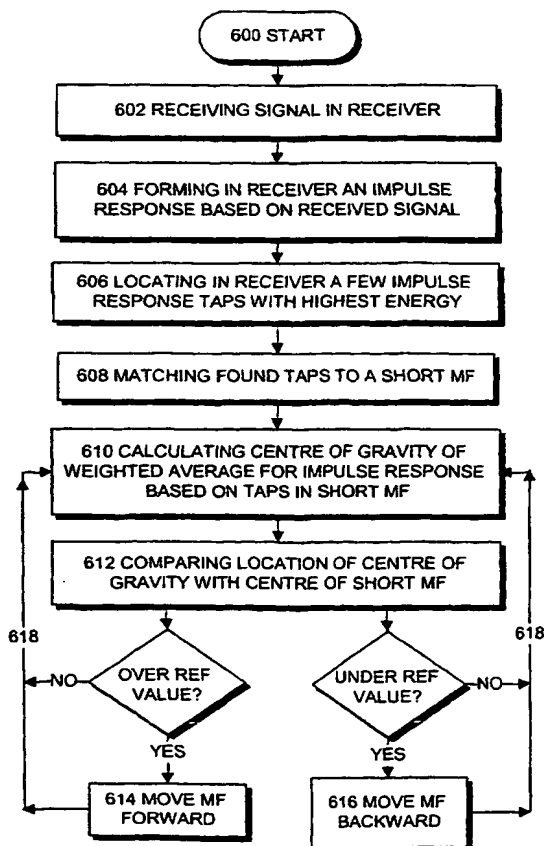 600 START
602 RECEIVING SIGNAL IN RECEIVER
604 FORMING IN RECEIVER AN IMPULSE
RESPONSE BASED ON RECEIVED SIGNAL
606 LOCATING IN RECEIVER A FEW IMPULSE
RESPONSE TAPS WITH HIGHEST ENERGY
608 MATCHING FOUND TAPS TO A SHORT MF
610 CALCULATING CENTRE OF GRAVITY OF
WEIGHTED AVERAGE FOR IMPULSE RESPONSE
BASED ON TAPS IN SHORT MF
612 COMPARING LOCATION OF CENTRE OF
GRAVITY WITH CENTRE OF SHORT MF
618
618
NO
OVER REF
VALUE?
UNDER REF
VALUE?
NO
YES
YES
614 MOVE MF
FORWARD
616 MOVE MF
BACKWARD